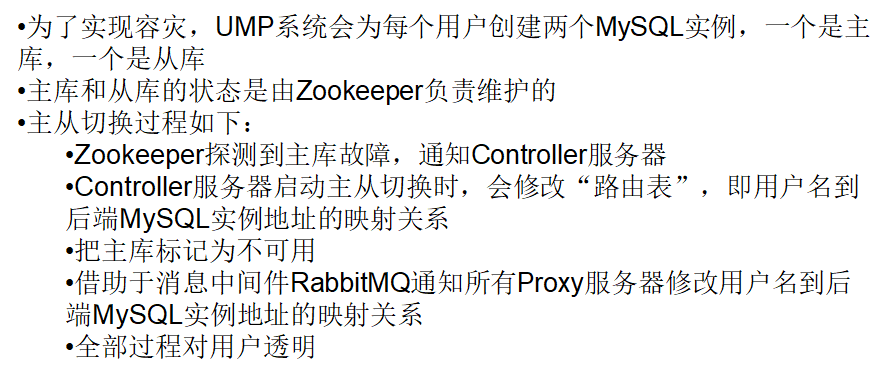 •为了实现容灾，UMP系统会为每个用户创建两个MySQL实例，一个是主
库，一个是从库
•主库和从库的状态是由Zookeeper负责维护的
•主从切换过程如下：
•Zookeeper探测到主库故障，通知Controller服务器
•Controller服务器启动主从切换时，会修改“路由表”，即用户名到
后端MySQL实例地址的映射关系
•把主库标记为不可用
•借助于消息中间件RabbitMQ通知所有Proxy服务器修改用户名到后
端MySQL实例地址的映射关系
•全部过程对用户透明